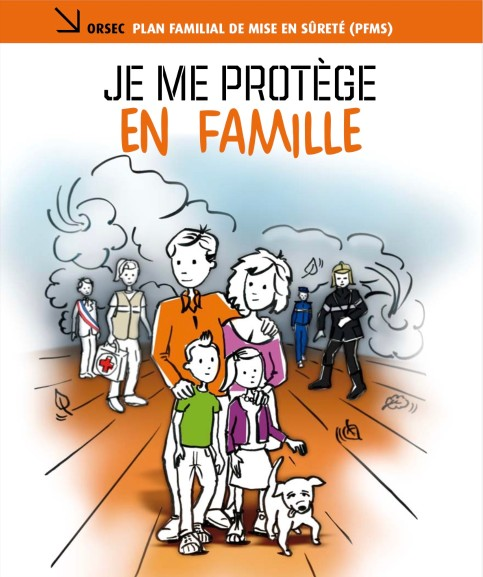 ORSEC PLAN FAMILIAL DE MISE EN SÛRETÉ (PFMS)
JE ME PROTÈGE
EN FAMILLE